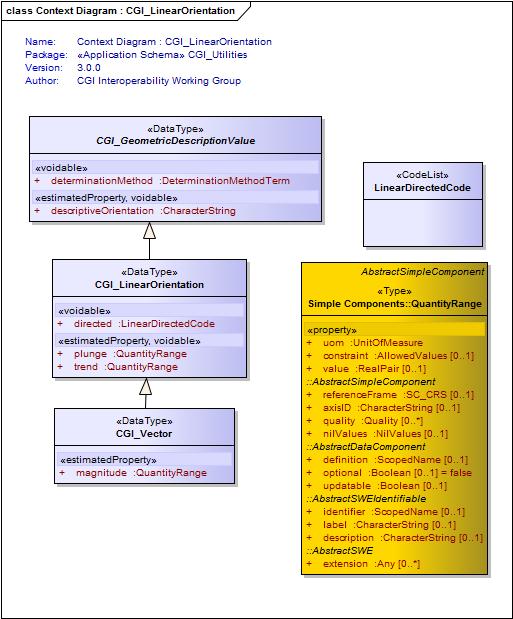 class Context Diagram : CGI_LinearOrientation
Name: Context Diagram : CGI_LinearOrientation
Package: «Application Schema» CGI_Utilities
Version: 3.0.0
Author: CGI Interoperability Working Group
«DataType»
CGI_GeometricDescriptionValue
«voidable»
+ determinationMethod :DeterminationMethodTerm
«estimatedProperty, voidable»
+ descriptiveOrientation :CharacterString
«CodeList»
LinearDirectedCode
«DataType»
CGI_LinearOrientation
«voidable»
+ directed :LinearDirectedCode
«estimatedProperty, voidable»
+ plunge :QuantityRange
+ trend :QuantityRange
«DataType»
CGI_Vector
«estimatedProperty»
+ magnitude :QuantityRange
AbstractSimpleComponent
«Type»
Simple Components::QuantityRange
«property»
+ uom :UnitOfMeasure
+ constraint :AllowedValues [0..1]
+ value :RealPair [0..1]
::AbstractSimpleComponent
+ referenceFrame :SC_CRS [0..1]
+ axisID :CharacterString [0..1]
+ quality :Quality [0..*]
+ nilValues :NilValues [0..1]
::AbstractDataComponent
+ definition :ScopedName [0..1]
+ optional :Boolean [0..1] = false
+ updatable :Boolean [0..1]
::AbstractSWEIdentifiable
+ identifier :ScopedName [0..1]
+ label :CharacterString [0..1]
+ description :CharacterString [0..1]
::AbstractSWE
+ extension :Any [0..*]